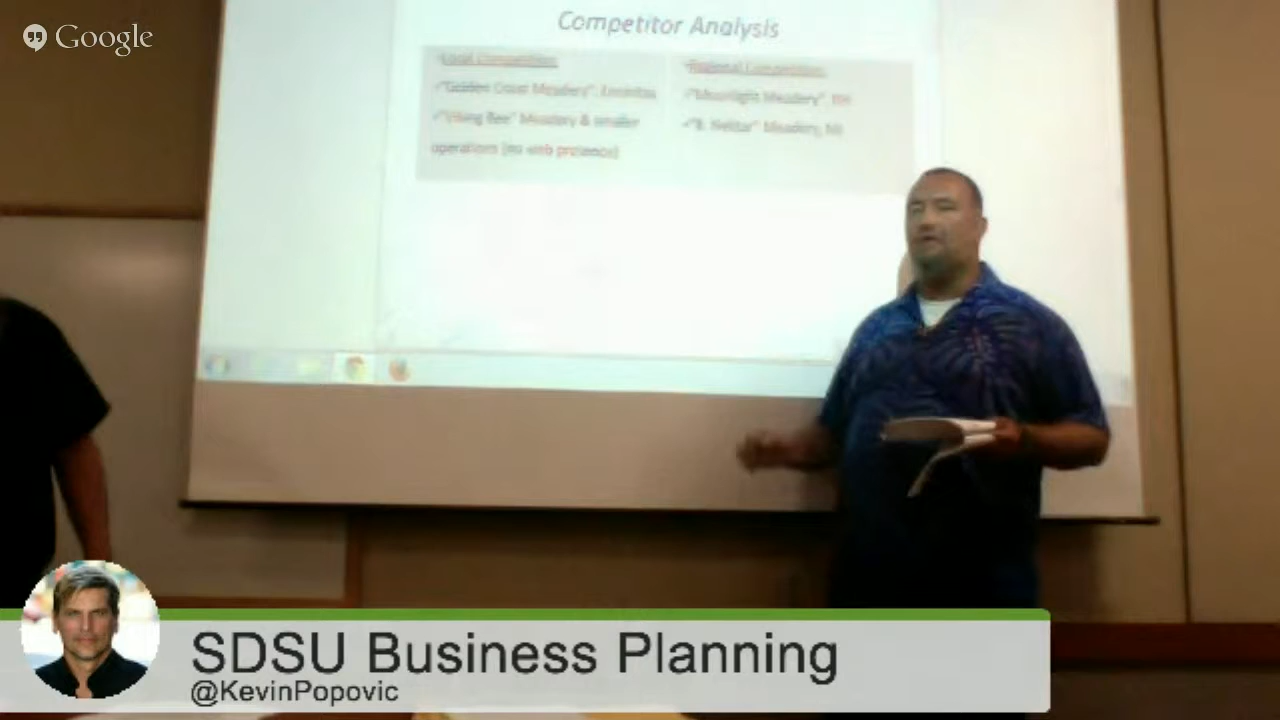 Google
Competitor Analysis
Local Competition:
Regional Competition:
"Golden Coast Meadery", Encinitas
"Moonlight Meadery", NH
"Viking Bee" Meadery & smaller
"B. Nektar" Meadery, MI
operations (no web presence)
SDSU Business Planning
@KevinPopovic